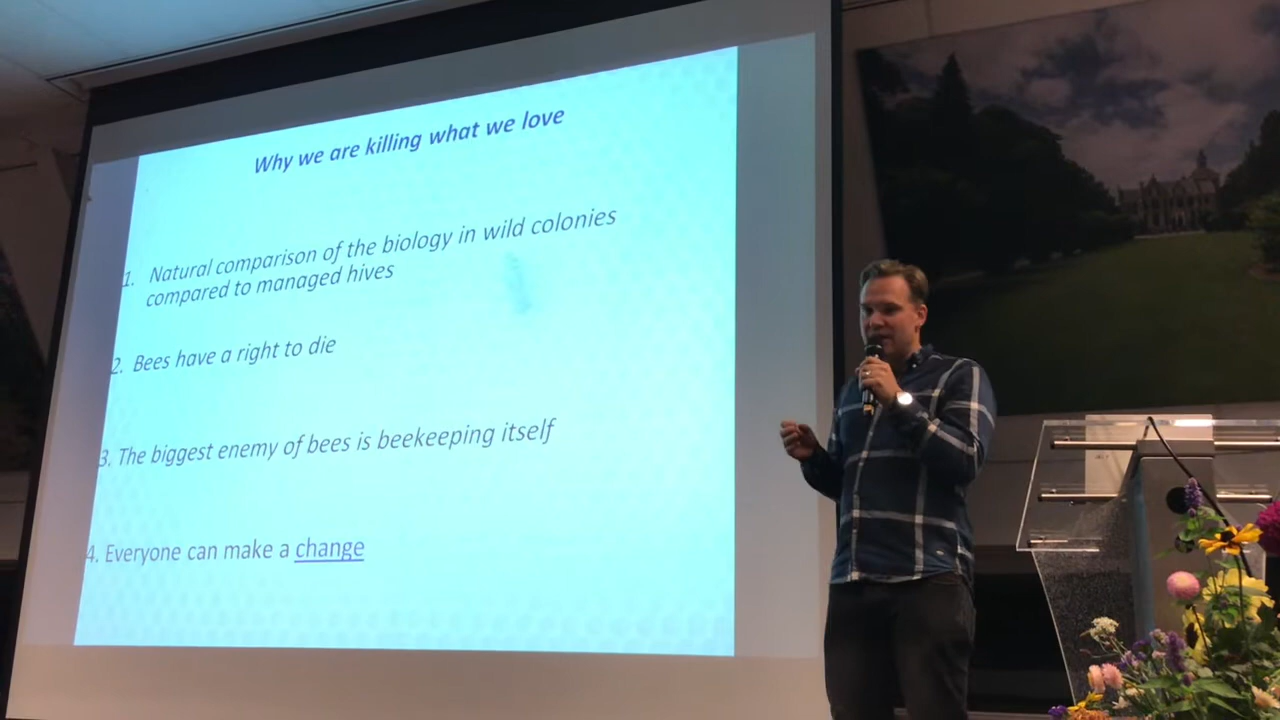 Why we are killing what we love
1. Natural comparison of the biology in wild colonies
compared to managed hives
2. Bees have a right to die
3. The biggest enemy of bees is beekeeping itself
4. Everyone can make a change